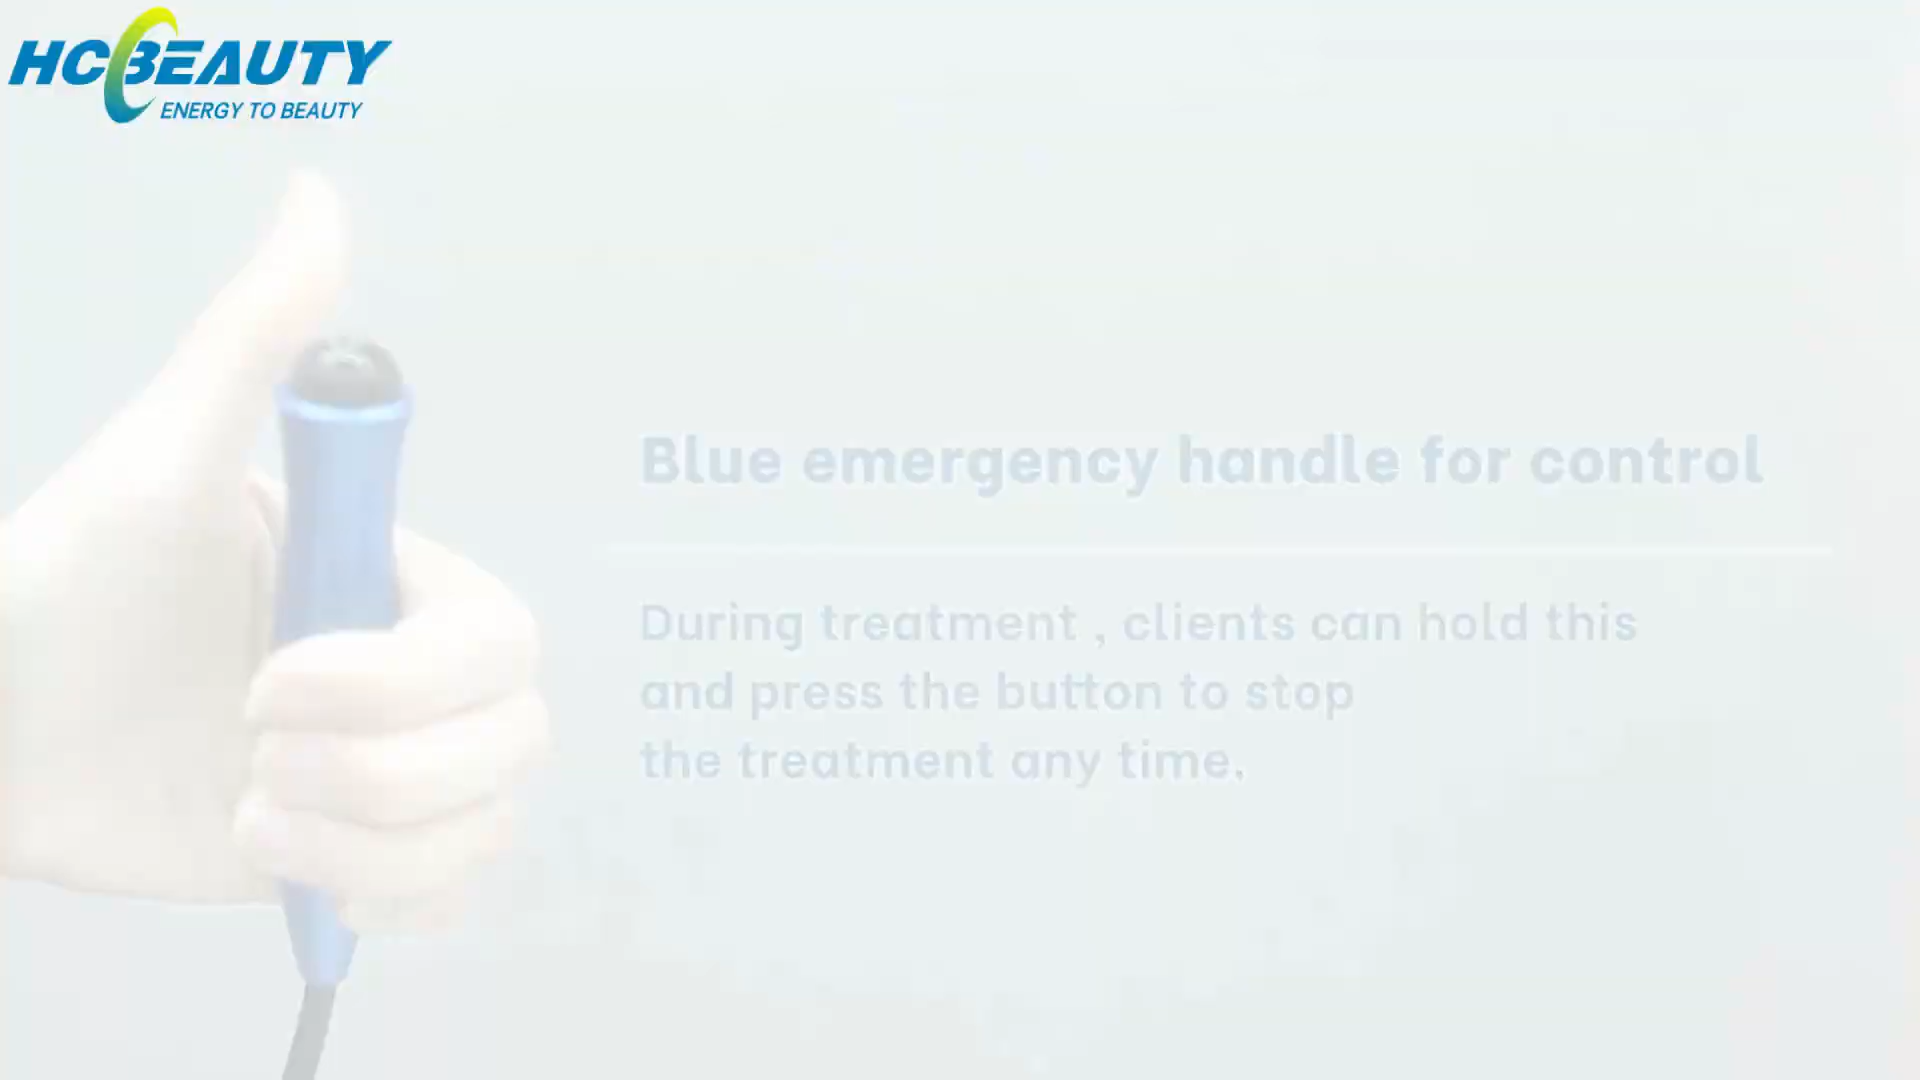 HCBEAUTY
ENERGY TO BEAUTY
Blue emergency handle for control
During treatment , clients can hold this
and press the button to stop
the treatment any time.